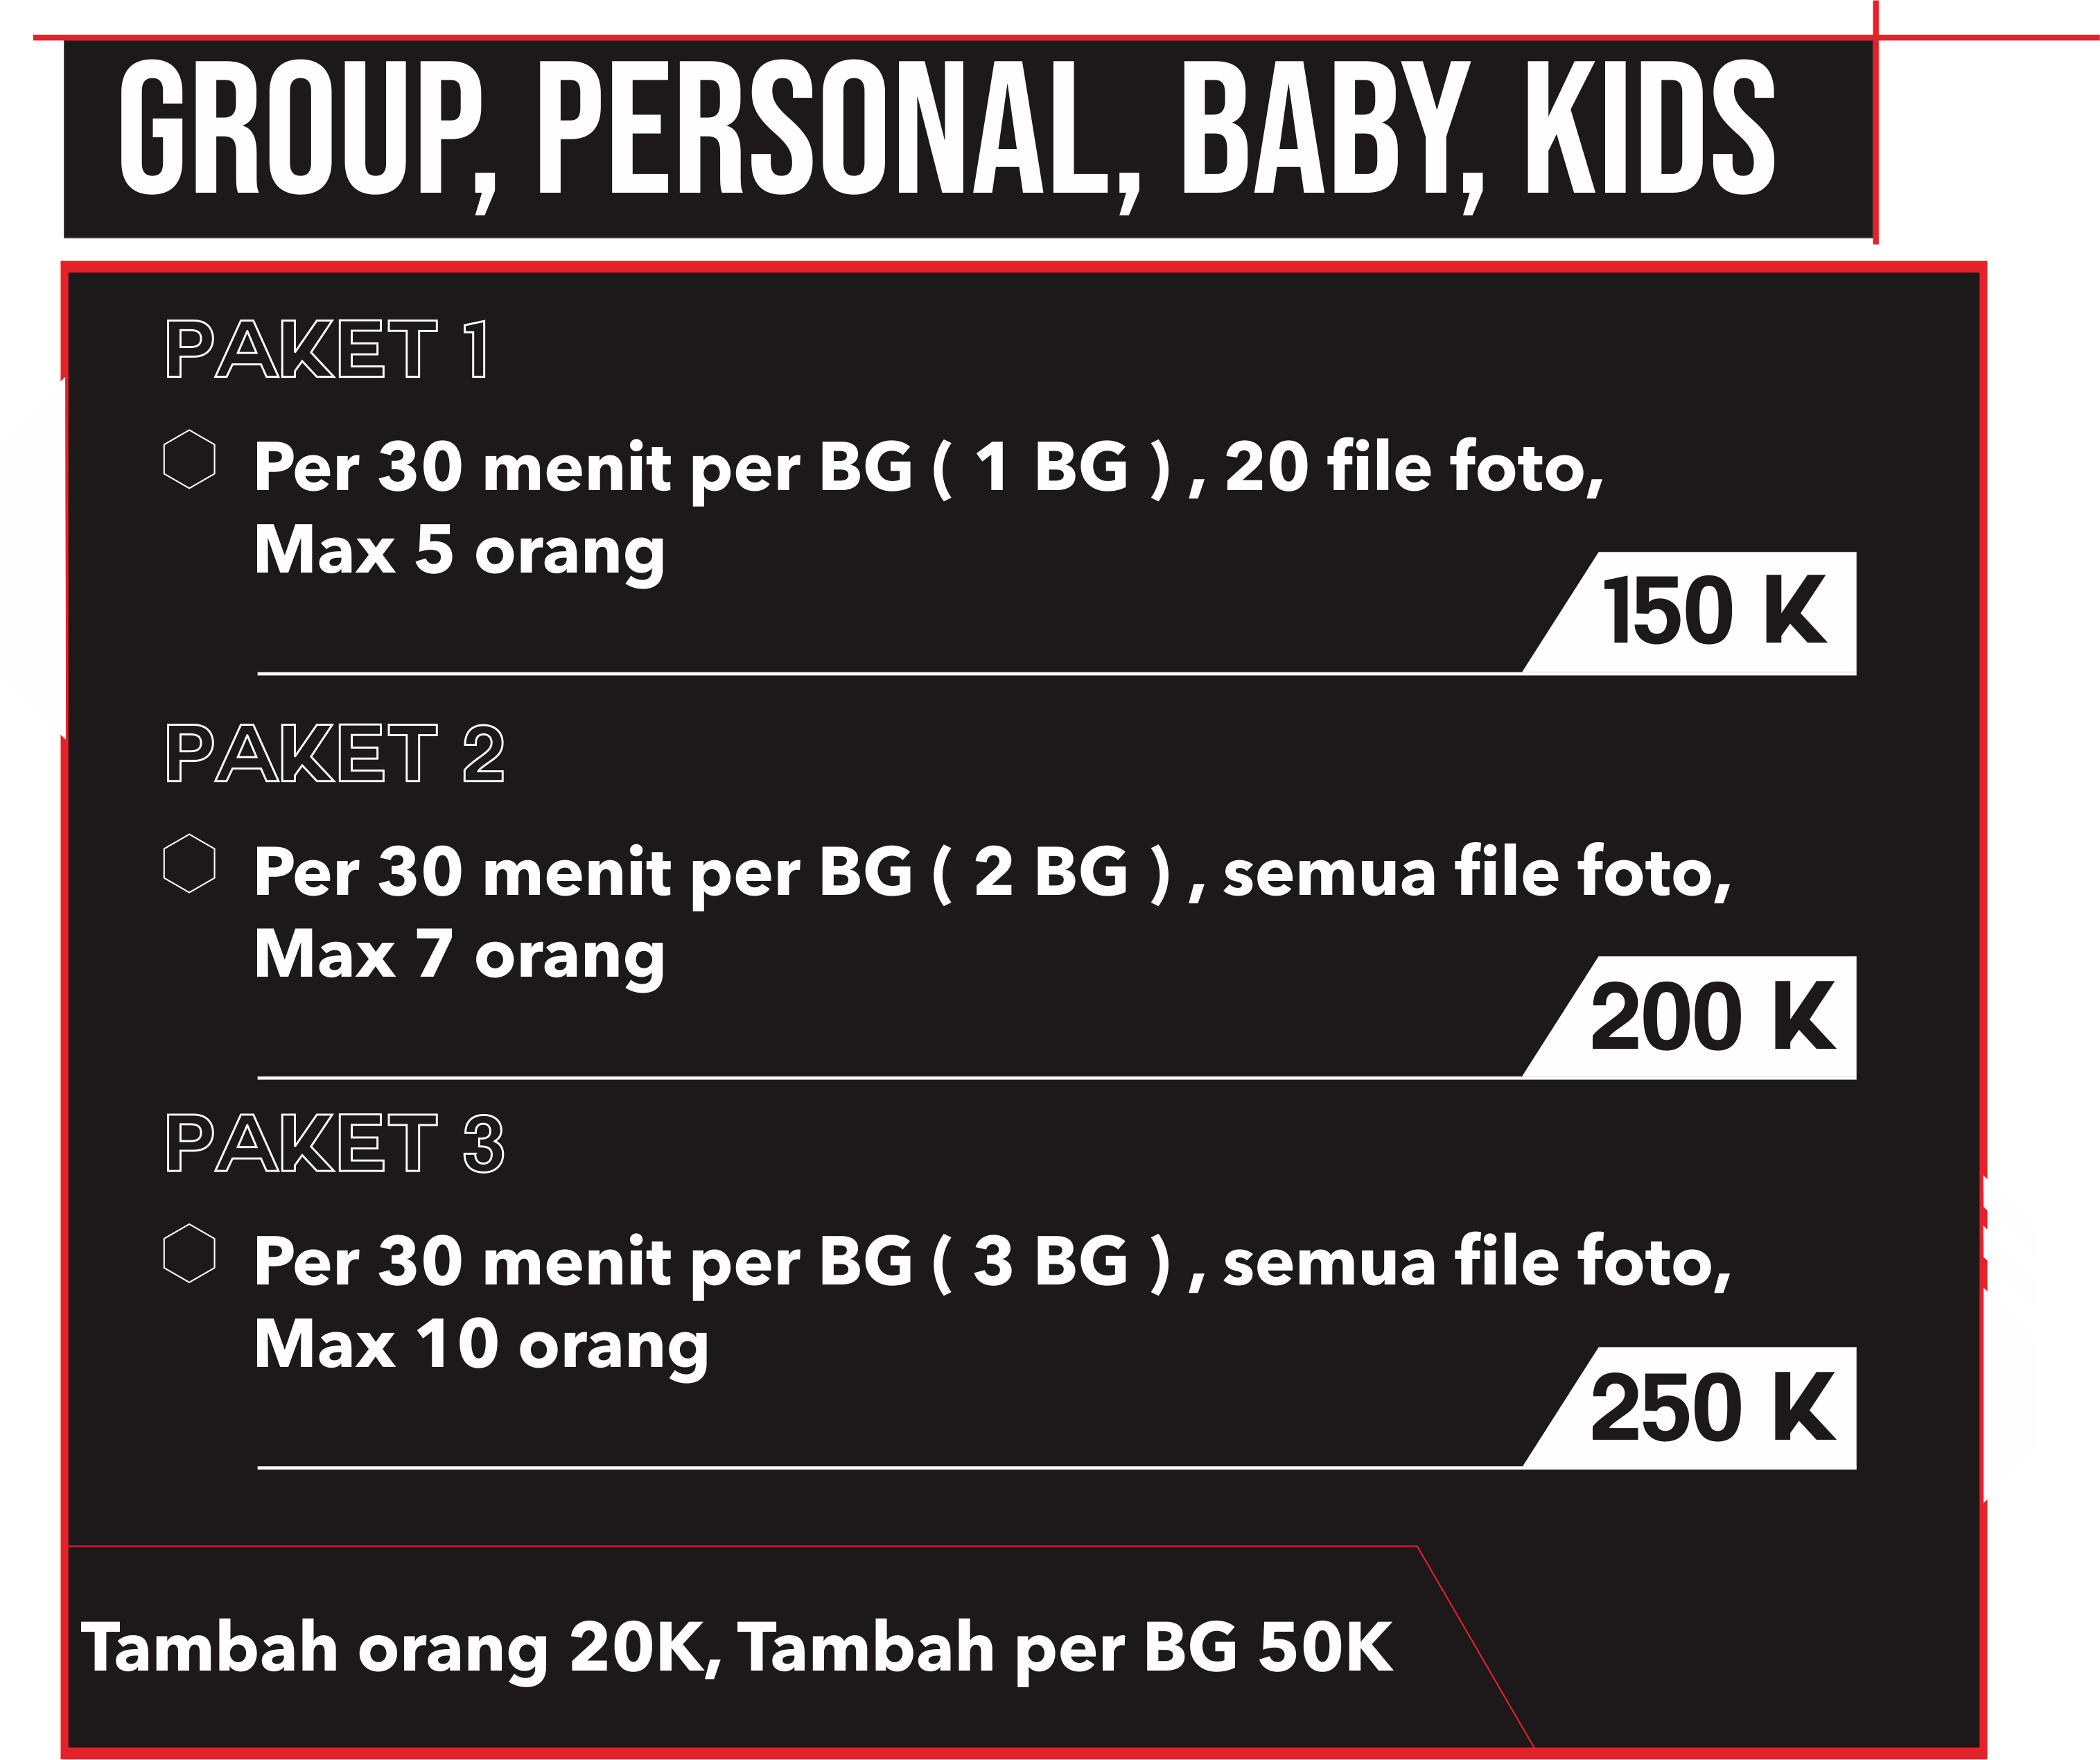 GROUP, PERSONAL, BABY, KIDS
PAKET 1
Per 30 menit per BG ( 1 BG ) , 20 file foto,
Max 5 orang
150 K
PAKET 2
Per 30 menit per BG ( 2 BG ) , semua file foto,
Max 7 orang
200 K
PAKET 3
Per 30 menit per BG ( 3 BG ) , semua file foto,
Max 10 orang
250 K
Tambah orang 20K, Tambah per BG 50K